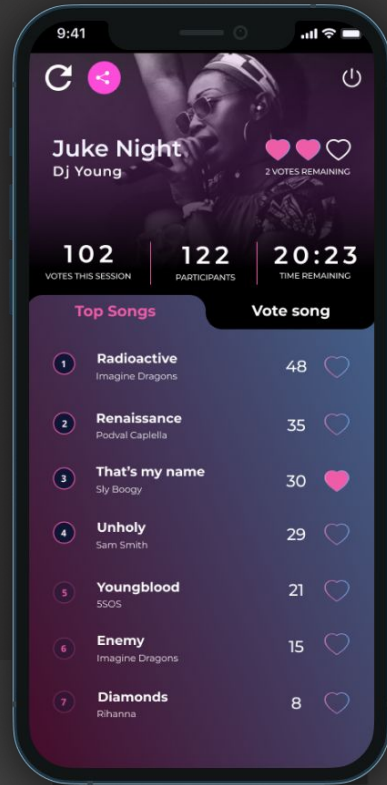 9:41
Juke Night
Dj Young
2 VOTES REMAINING
102
VOTES THIS SESSION
122
PARTICIPANTS
20:23
TIME REMAINING
Top Songs
Vote song
1
Radioactive
Imagine Dragons
48
2
Renaissance
Podval Caplella
35
3
That's my name
Sly Boogy
30
4
Unholy
Sam Smith
29
5
Youngblood
5SOS
21
6
Enemy
Imagine Dragons
15
7
Diamonds
Rihanna
8